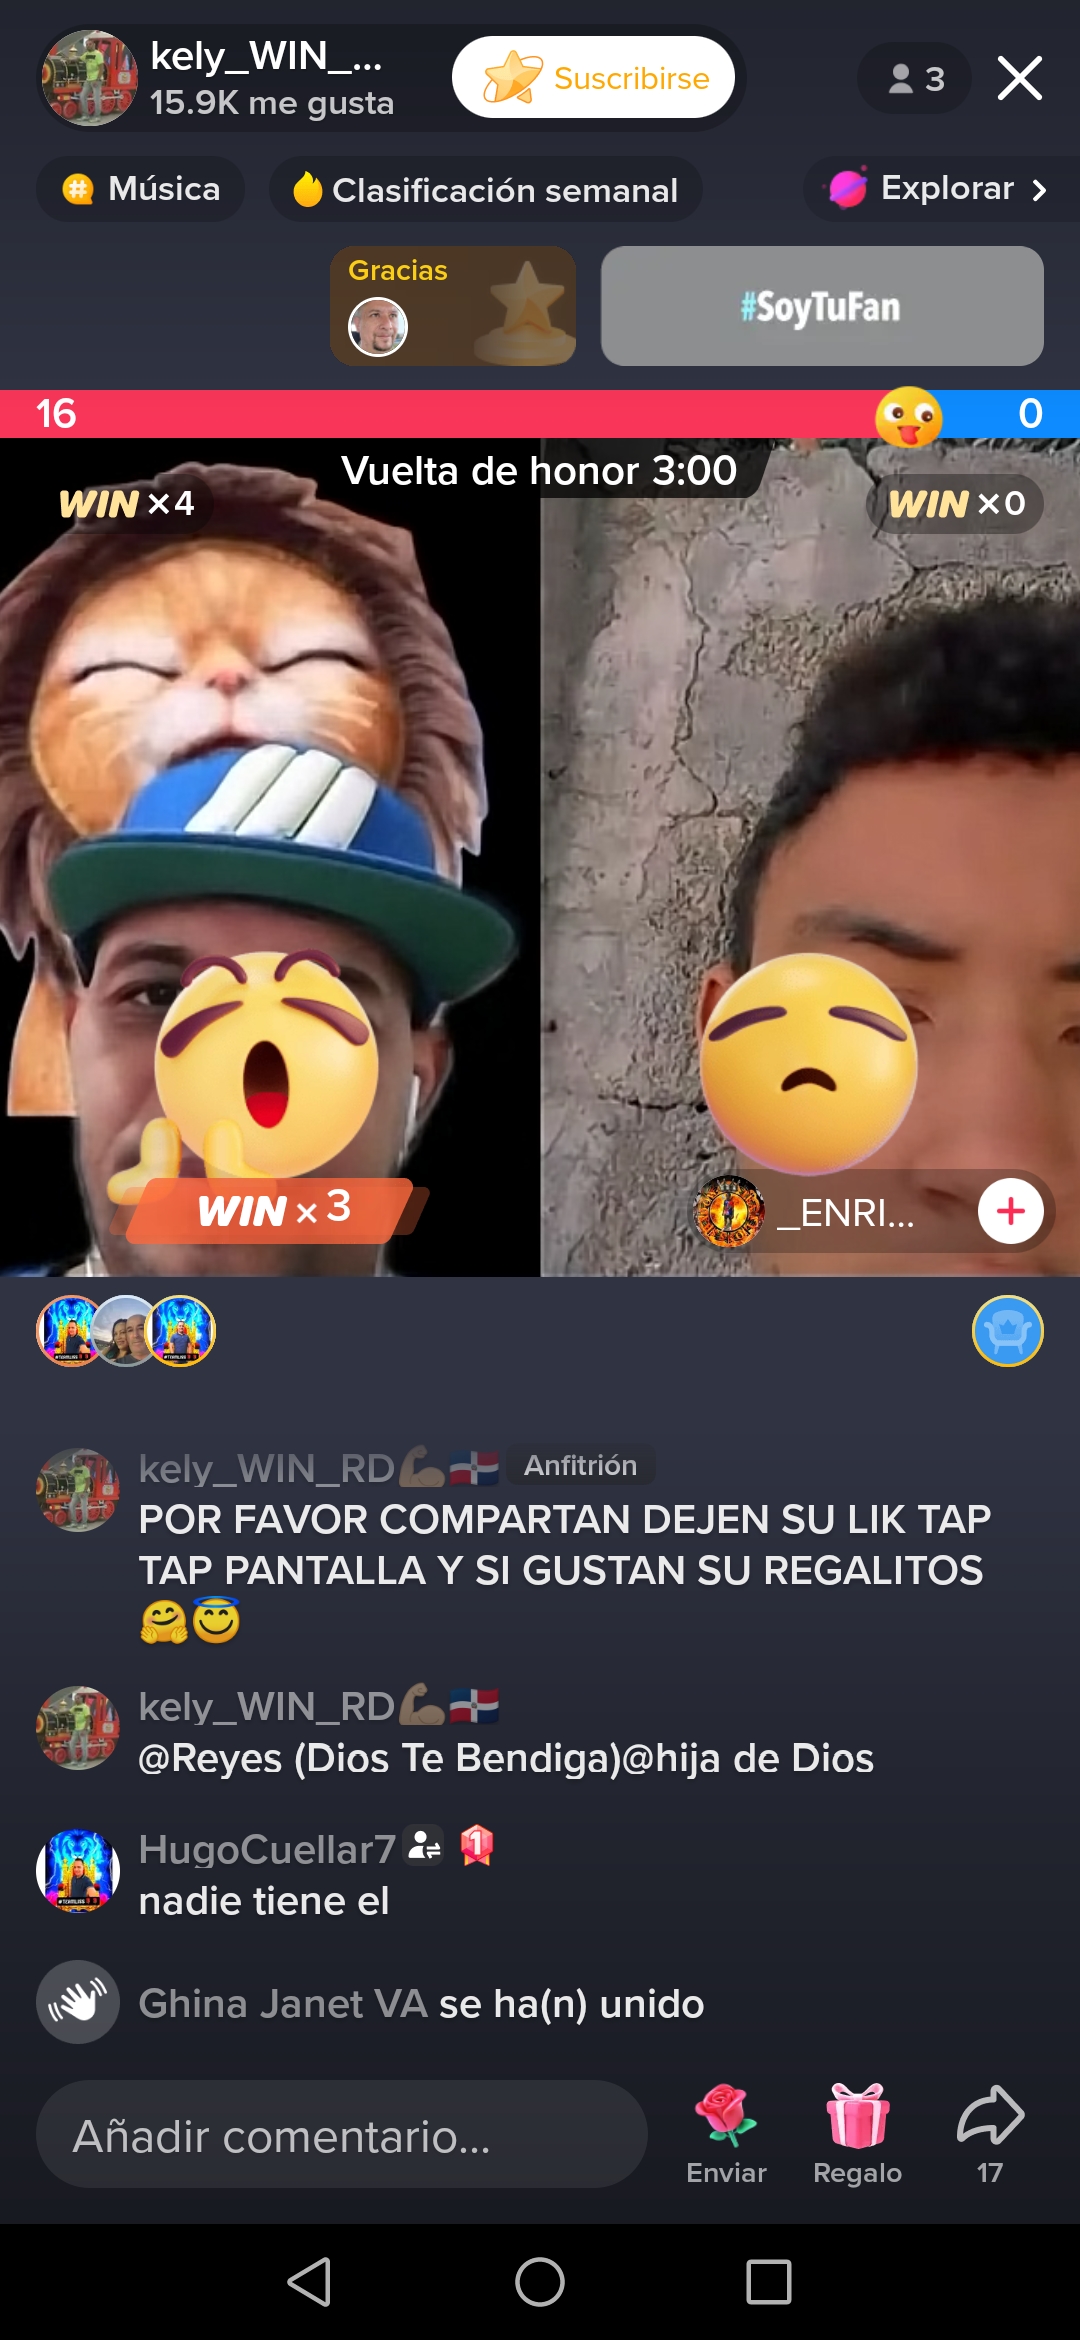 kely_WIN_...
15.9K me gusta
Suscribirse
3
Música
Clasificación semanal
Explorar
Gracias
#SoyTuFan
16
0
Vuelta de honor 3:00
WIN ×4
WIN ×0
WIN × 3
_ENRI...
kely_WIN_RD💪🏽🇩🇴 Anfitrión
POR FAVOR COMPARTAN DEJEN SU LIK TAP
TAP PANTALLA Y SI GUSTAN SU REGALITOS
🤗😇
kely_WIN_RD💪🏽🇩🇴
@Reyes (Dios Te Bendiga)@hija de Dios
HugoCuellar7 1
nadie tiene el
Ghina Janet VA se ha(n) unido
Añadir comentario...
Enviar
Regalo
17